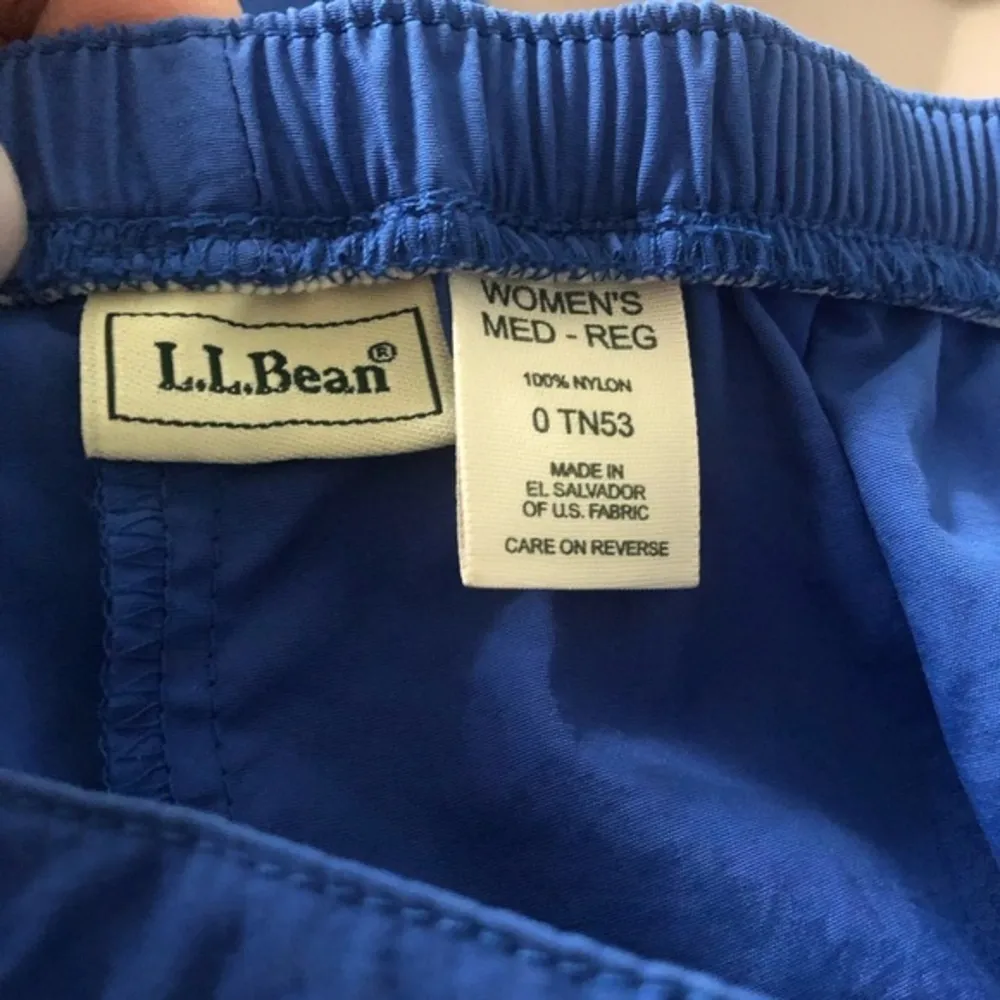 L.L.Bean®
WOMEN'S
MED - REG
100% NYLON
0 TN53
MADE IN
EL SALVADOR
OF U.S. FABRIC
CARE ON REVERSE